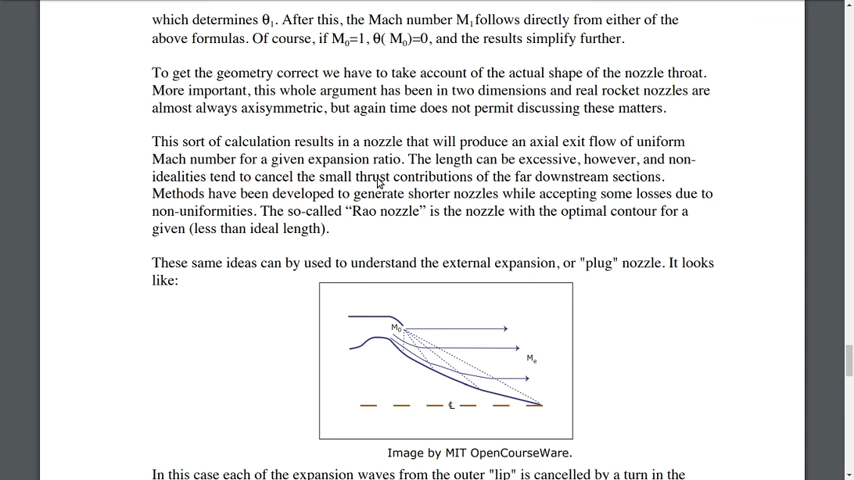 which determines θ₁. After this, the Mach number M₁ follows directly from either of the
above formulas. Of course, if M₀=1, θ( M₀)=0, and the results simplify further.
To get the geometry correct we have to take account of the actual shape of the nozzle throat.
More important, this whole argument has been in two dimensions and real rocket nozzles are
almost always axisymmetric, but again time does not permit discussing these matters.
This sort of calculation results in a nozzle that will produce an axial exit flow of uniform
Mach number for a given expansion ratio. The length can be excessive, however, and non-
idealities tend to cancel the small thrust contributions of the far downstream sections.
Methods have been developed to generate shorter nozzles while accepting some losses due to
non-uniformities. The so-called “Rao nozzle” is the nozzle with the optimal contour for a
given (less than ideal length).
These same ideas can by used to understand the external expansion, or "plug" nozzle. It looks
like:
M₀
Mₑ
℄
Image by MIT OpenCourseWare.
In this case each of the expansion waves from the outer "lip" is cancelled by a turn in the